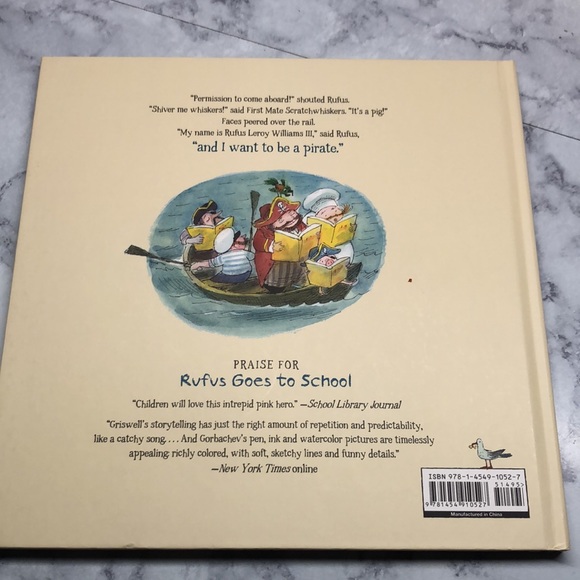 "Permission to come aboard!" shouted Rufus.
"Shiver me whiskers!" said First Mate Scratchwhiskers. "It's a pig!"
Faces peered over the rail.
"My name is Rufus Leroy Williams III," said Rufus,
"and I want to be a pirate."
PRAISE FOR
Rufus Goes to School
"Children will love this intrepid pink hero." —School Library Journal
"Griswell's storytelling has just the right amount of repetition and predictability,
like a catchy song. . . . And Gorbachev's pen, ink and watercolor pictures are timelessly
appealing: richly colored, with soft, sketchy lines and funny details."
—New York Times online
ISBN 978-1-4549-1052-7
51495>
9 781454 910527
Manufactured in China